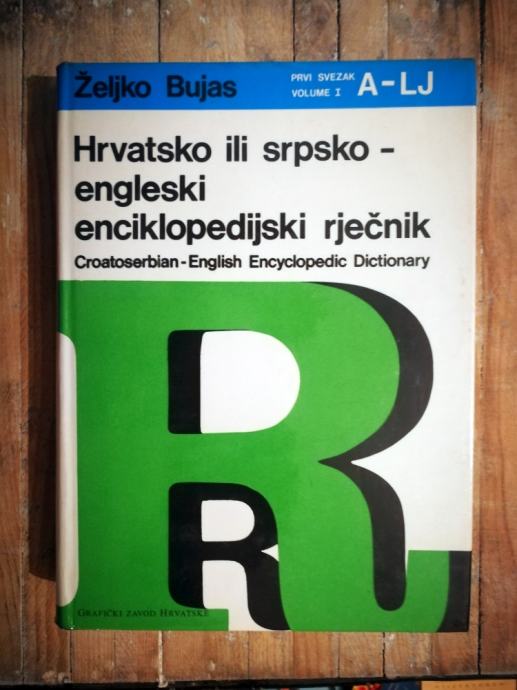 Željko Bujas
PRVI SVEZAK
VOLUME I
A-LJ
Hrvatsko ili srpsko -
engleski
enciklopedijski rječnik
Croatoserbian-English Encyclopedic Dictionary
R
R
GRAFIČKI ZAVOD HRVATSKE